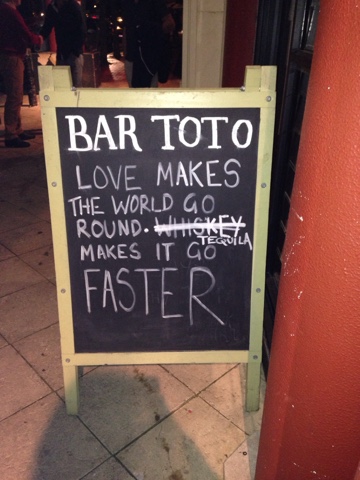 BAR TOTO
LOVE MAKES
THE WORLD GO
ROUND. WHISKEY
TEQUILA
MAKES IT GO
FASTER